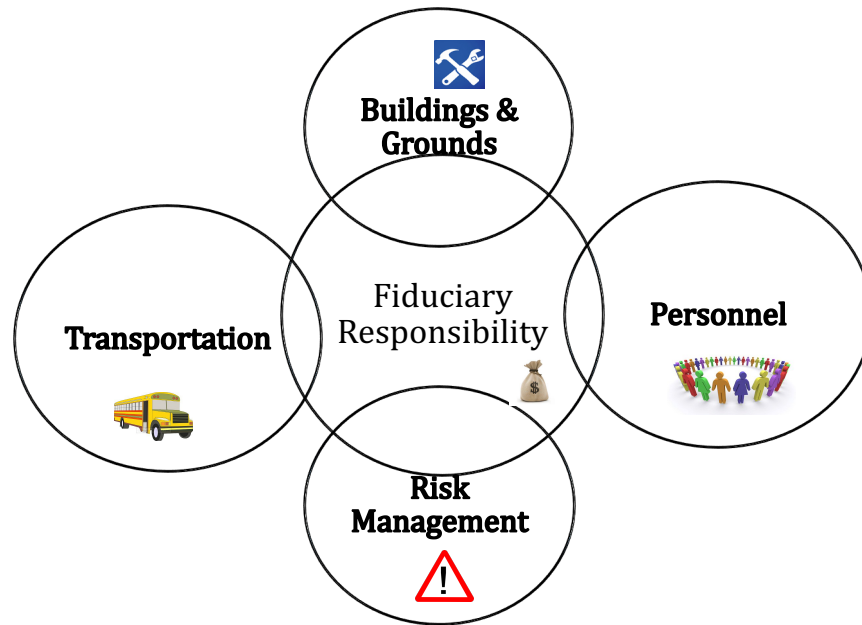 Buildings &
Grounds
Fiduciary
Responsibility
Transportation
Personnel
$
Risk
Management
!